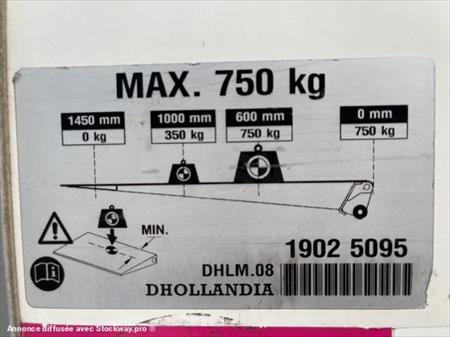 MAX. 750 kg
1450 mm
0 kg
1000 mm
350 kg
600 mm
750 kg
0 mm
750 kg
MIN.
DHLM.08
DHOLLANDIA
1902 5095
Annonce diffusée avec Stockway.pro ®